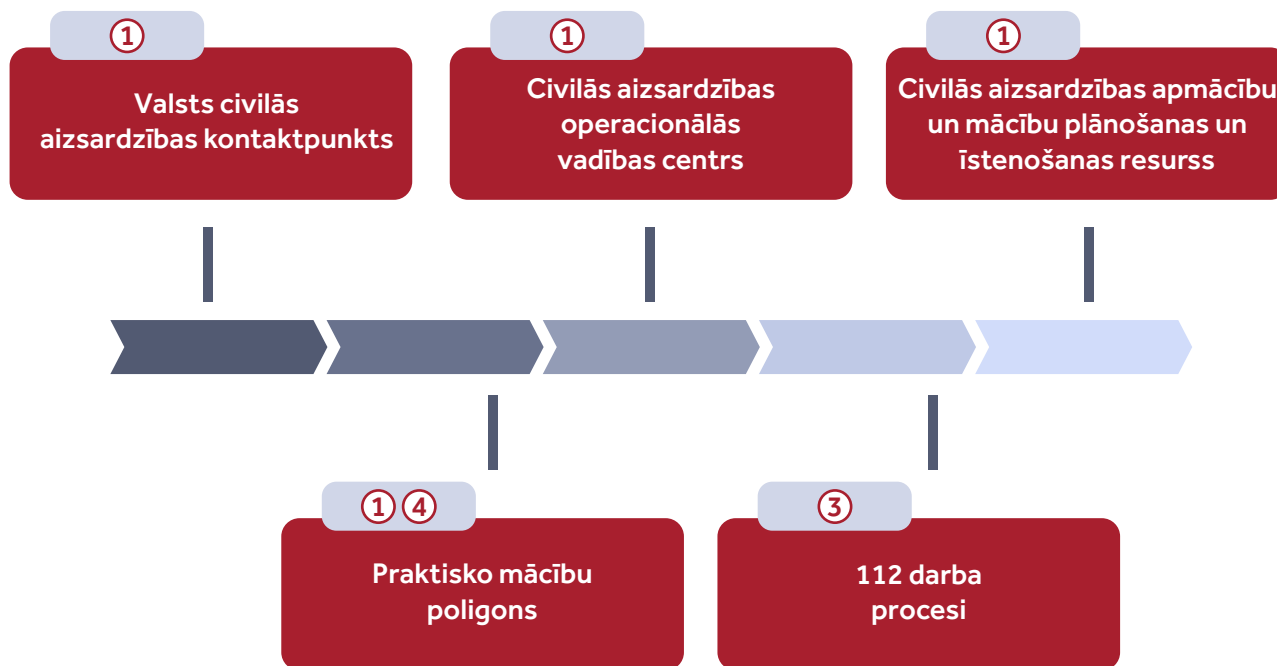 ①
Valsts civilās
aizsardzības kontaktpunkts
①
Civilās aizsardzības
operacionālās
vadības centrs
①
Civilās aizsardzības apmācību
un mācību plānošanas un
īstenošanas resurss
① ④
Praktisko mācību
poligons
③
112 darba
procesi